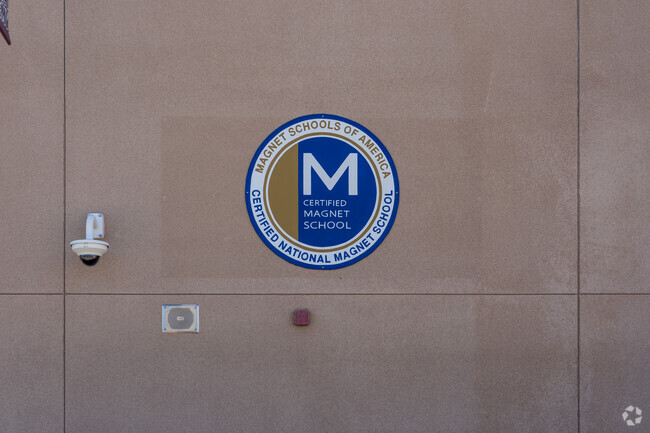 MAGNET SCHOOLS OF AMERICA
M
CERTIFIED
MAGNET
SCHOOL
CERTIFIED NATIONAL MAGNET SCHOOL